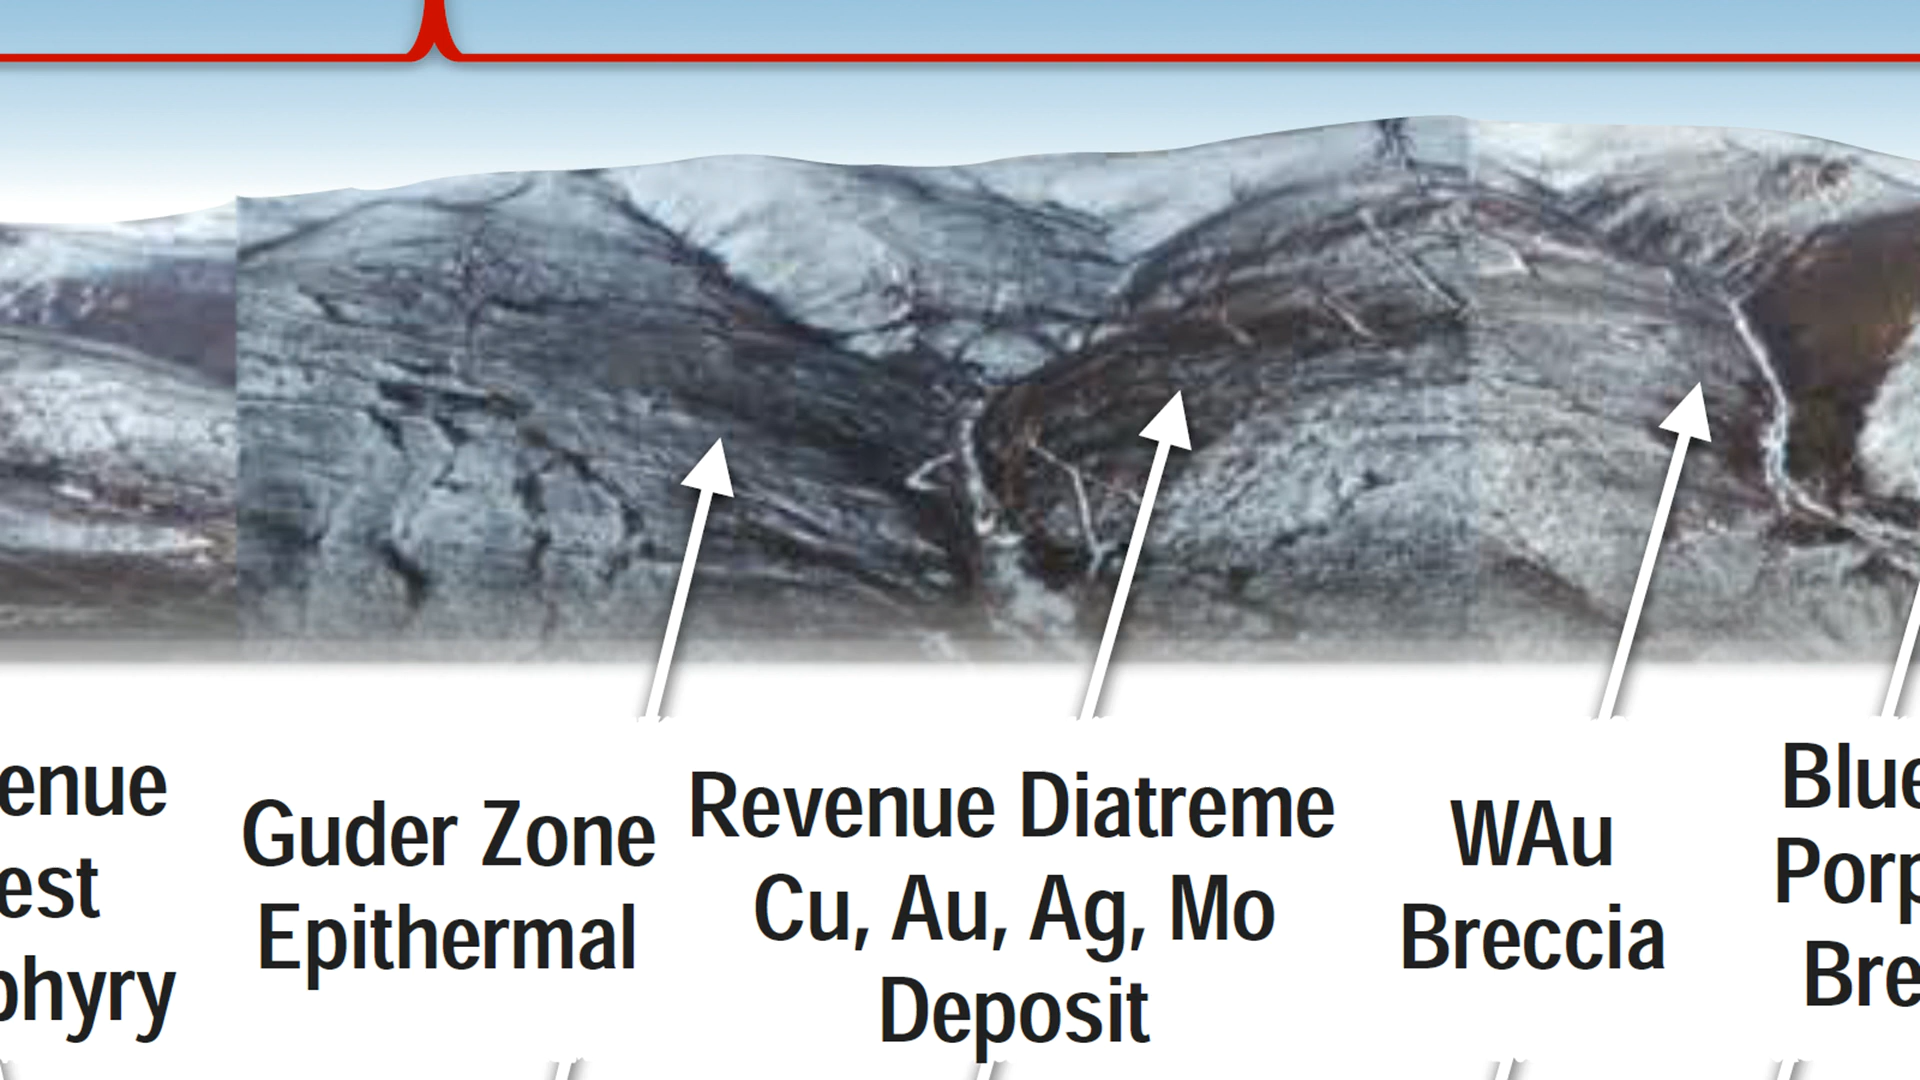 enue
est
phyry
Guder Zone
Epithermal
Revenue Diatreme
Cu, Au, Ag, Mo
Deposit
WAu
Breccia
Blue
Porp
Bre